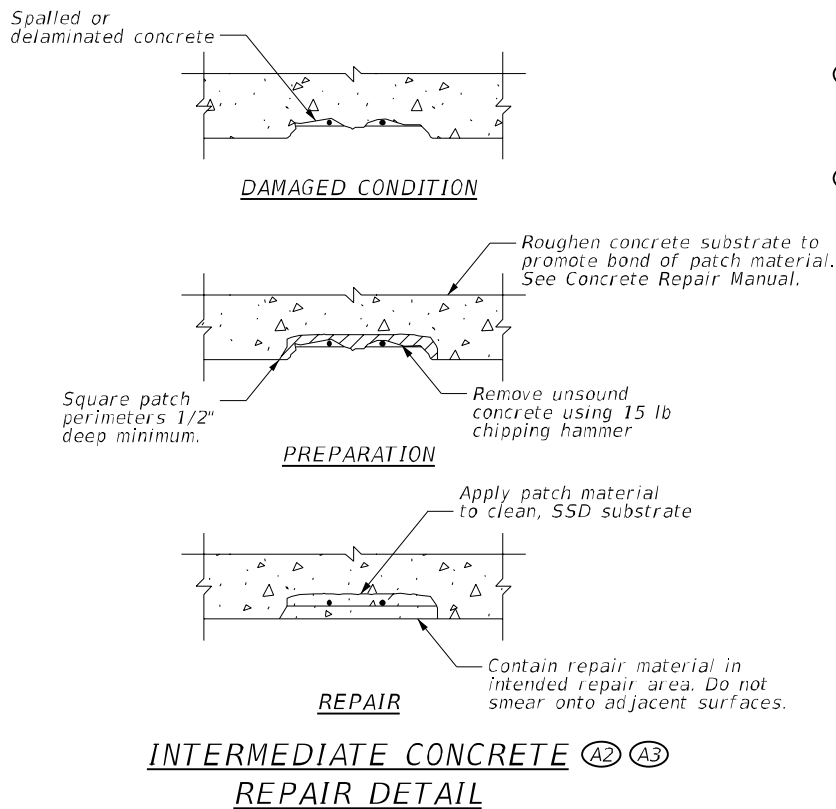 Spalled or
delaminated concrete
DAMAGED CONDITION
Roughen concrete substrate to
promote bond of patch material.
See Concrete Repair Manual.
Square patch
perimeters 1/2"
deep minimum.
Remove unsound
concrete using 15 lb
chipping hammer
PREPARATION
Apply patch material
to clean, SSD substrate
Contain repair material in
intended repair area. Do not
smear onto adjacent surfaces.
REPAIR
INTERMEDIATE CONCRETE A2 A3
REPAIR DETAIL